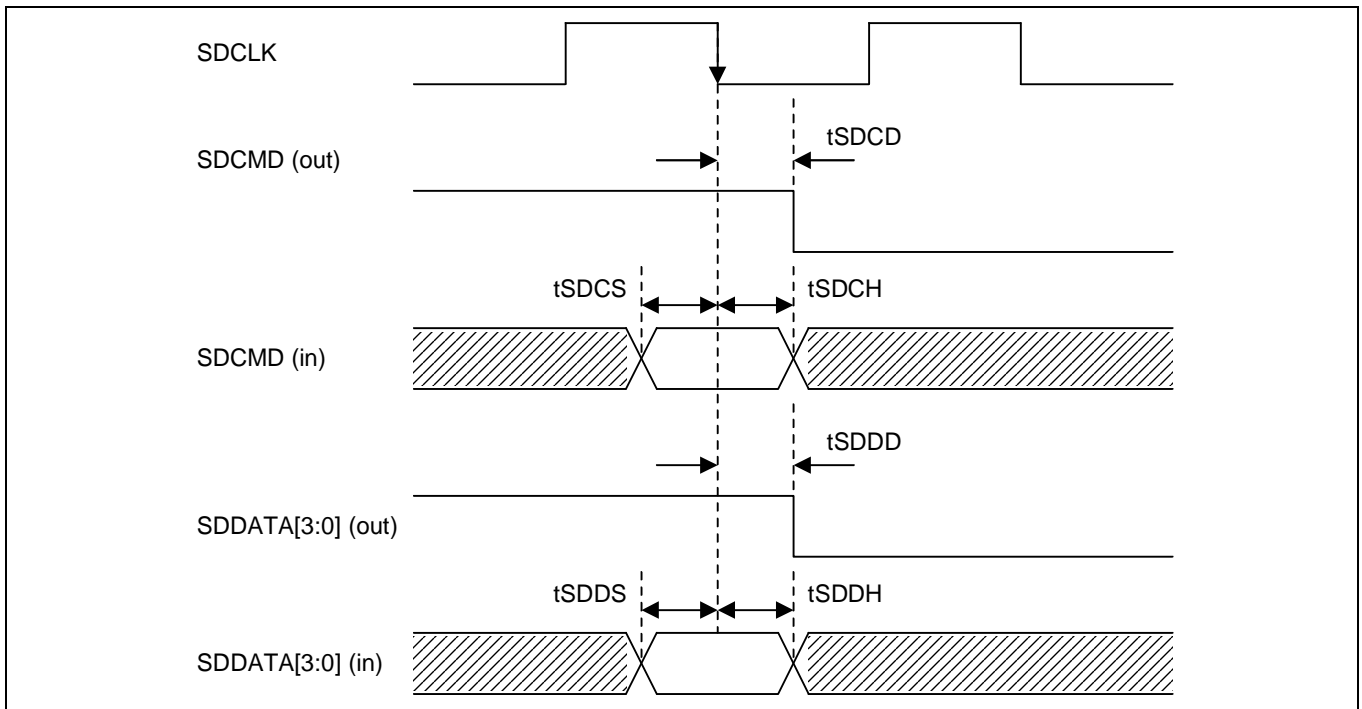 SDCLK
tSDCD
SDCMD (out)
tSDCS
tSDCH
SDCMD (in)
tSDDD
SDDATA[3:0] (out)
tSDDS
tSDDH
SDDATA[3:0] (in)